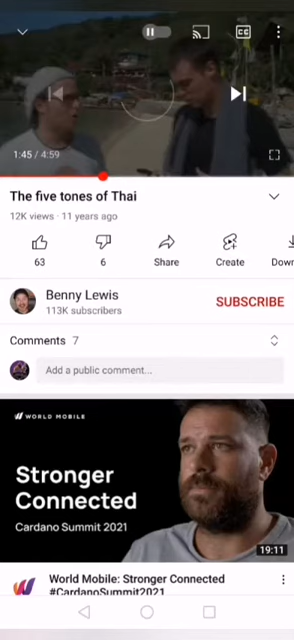 CC
1:45 / 4:59
The five tones of Thai
12K views · 11 years ago
63
6
Share
Create
Down
Benny Lewis
113K subscribers
SUBSCRIBE
Comments 7
Add a public comment...
WORLD MOBILE
Stronger
Connected
Cardano Summit 2021
19:11
World Mobile: Stronger Connected
#CardanoSummit2021